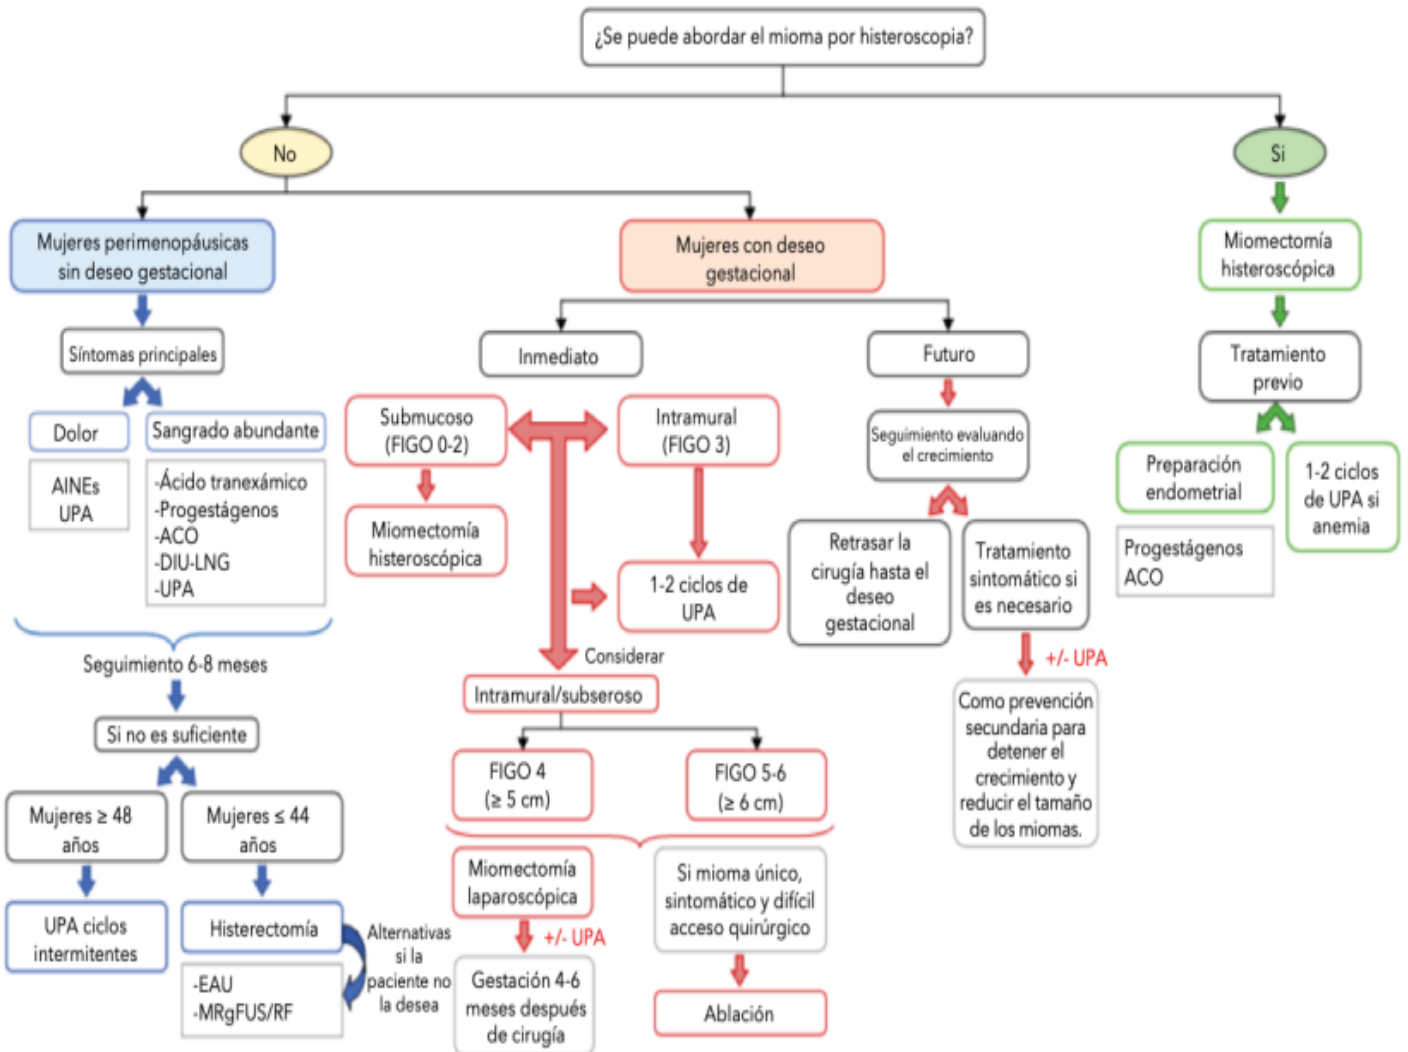 ¿Se puede abordar el mioma por histeroscopia?
No
Si
Mujeres perimenopáusicas
sin deseo gestacional
Mujeres con deseo
gestacional
Miomectomía
histeroscópica
Síntomas principales
Inmediato
Futuro
Tratamiento
previo
Dolor
Sangrado abundante
Submucoso
(FIGO 0-2)
Intramural
(FIGO 3)
Seguimiento evaluando
el crecimiento
Preparación
endometrial
1-2 ciclos
de UPA si
anemia
AINEs
UPA
-Ácido tranexámico
-Progestágenos
-ACO
-DIU-LNG
-UPA
Miomectomía
histeroscópica
1-2 ciclos de
UPA
Retrasar la
cirugía hasta el
deseo
gestacional
Tratamiento
sintomático si
es necesario
Progestágenos
ACO
Seguimiento 6-8 meses
Considerar
+/- UPA
Si no es suficiente
Intramural/subseroso
Como prevención
secundaria para
detener el
crecimiento y
reducir el tamaño
de los miomas.
FIGO 4
(≥ 5 cm)
FIGO 5-6
(≥ 6 cm)
Mujeres ≥ 48
años
Mujeres ≤ 44
años
Miomectomía
laparoscópica
Si mioma único,
sintomático y difícil
acceso quirúrgico
UPA ciclos
intermitentes
Histerectomía
Alternativas
si la
paciente no
la desea
+/- UPA
-EAU
-MRgFUS/RF
Gestación 4-6
meses después
de cirugía
Ablación